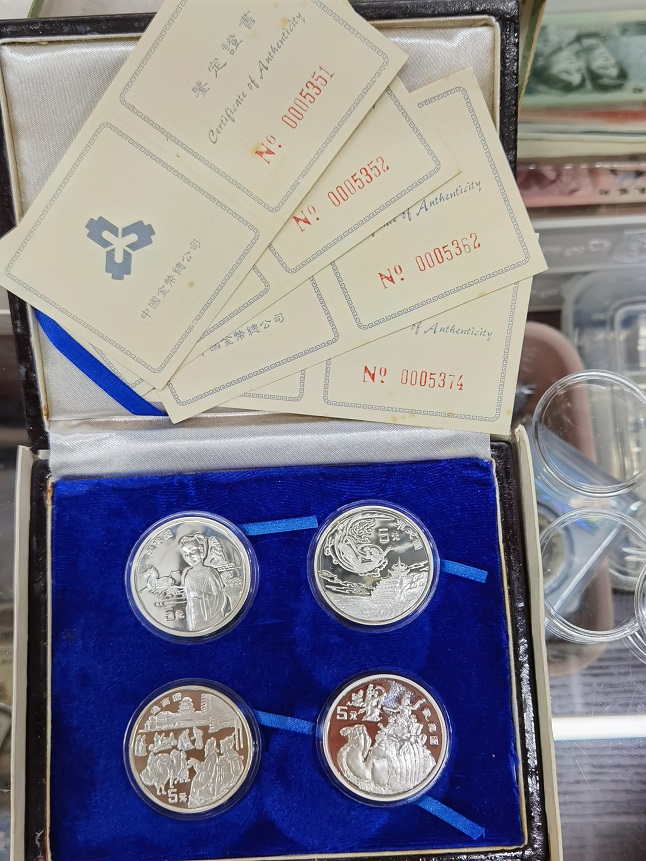 鑒定證書
Certificate of Authenticity
Nº 0005351
中國金幣總公司
Nº 0005352
of Authenticity
Nº 0005362
中國金幣總公司
of Authenticity
Nº 0005374
5元
5元
5元
5元